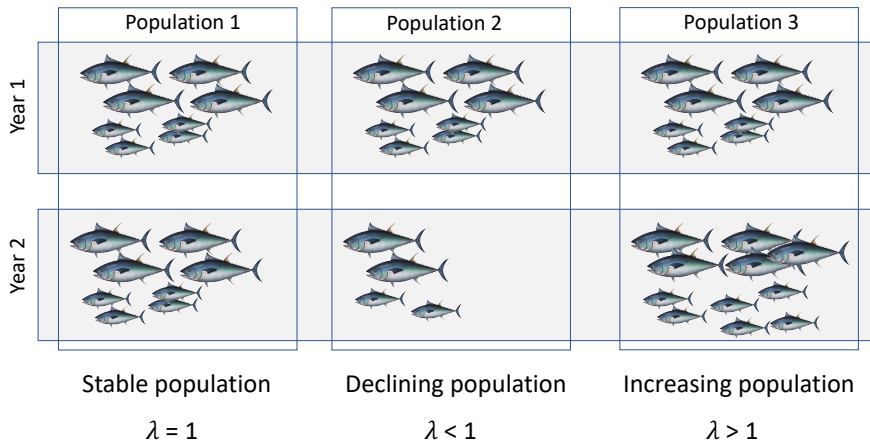 Population 1
Population 2
Population 3
Year 1
Year 2
Stable population
Declining population
Increasing population
λ = 1
λ < 1
λ > 1